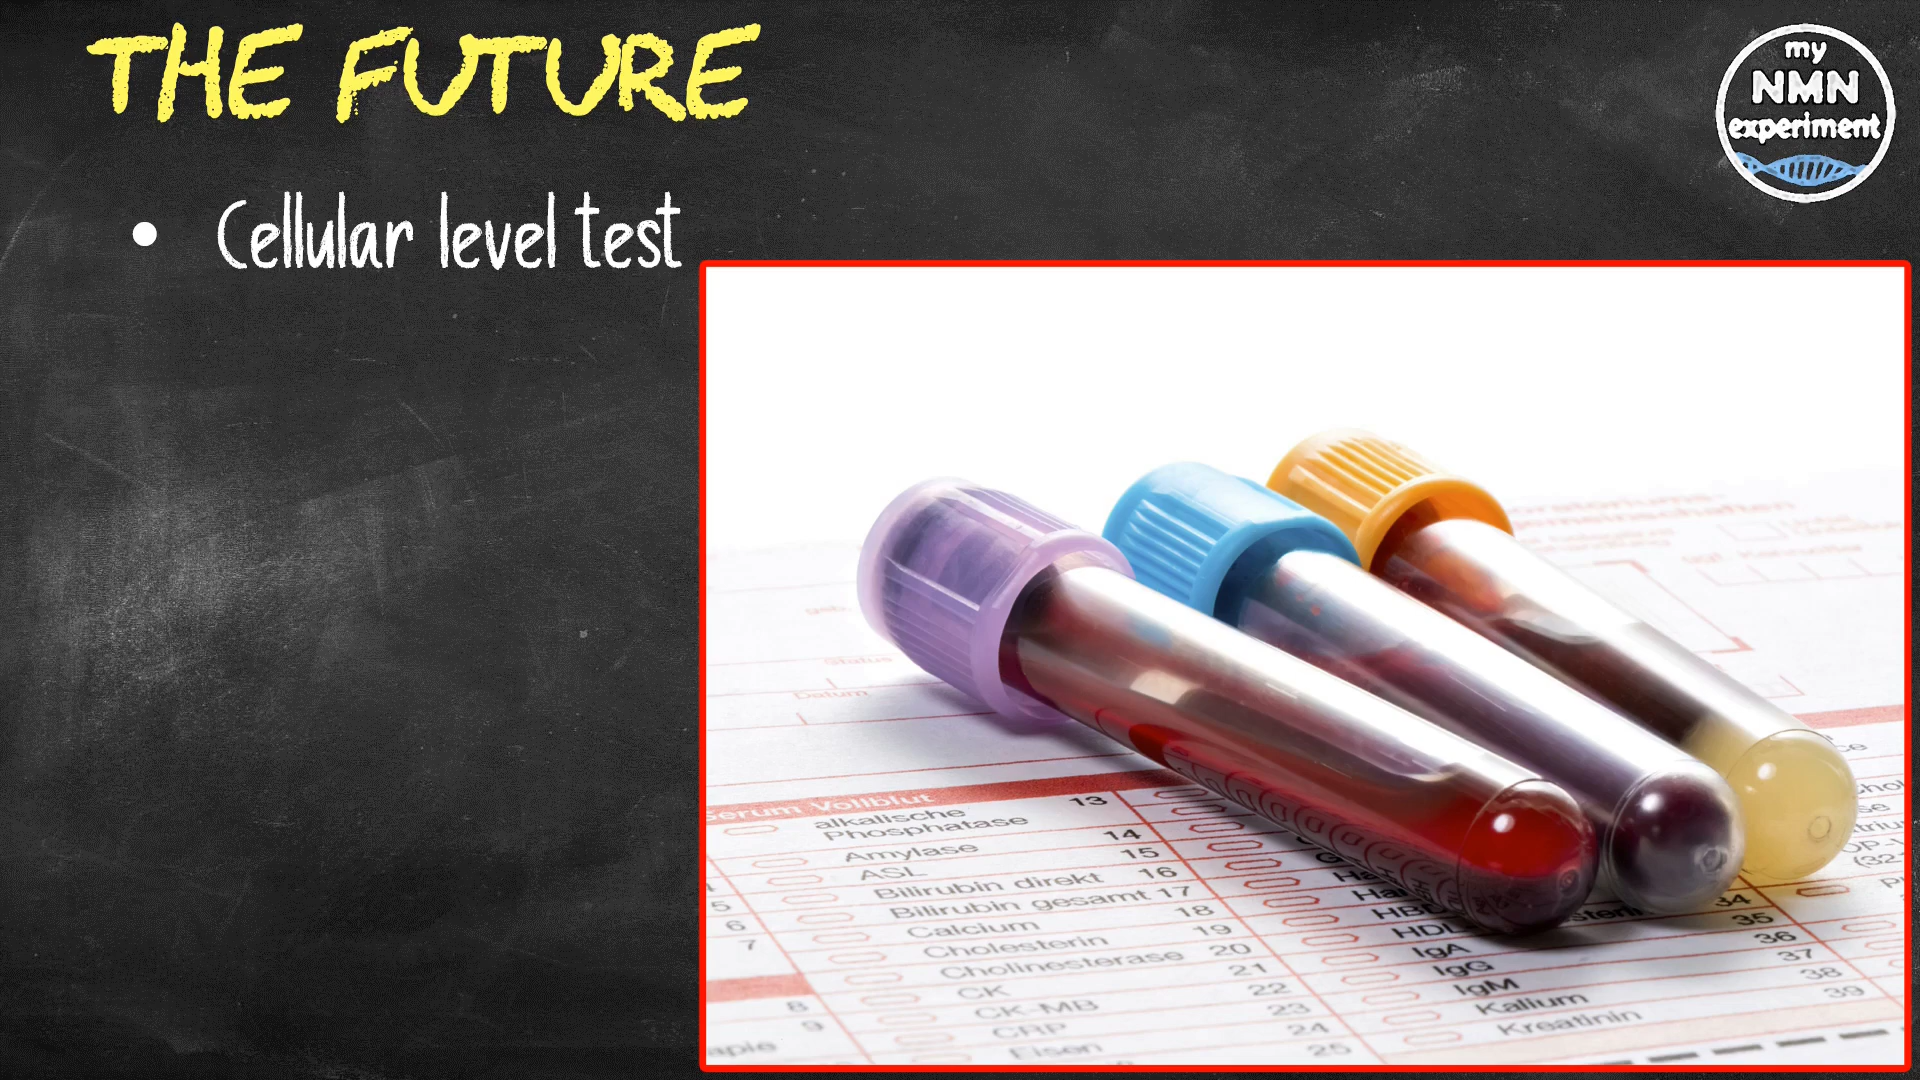 THE FUTURE
my
NMN
experiment
• Cellular level test
Status
Datum
Serum Vollblut
alkalische
Phosphatase
13
Amylase
14
ASL
15
Bilirubin direkt
16
Bilirubin gesamt
17
Calcium
18
Cholesterin
19
Cholinesterase
20
CK
21
CK-MB
22
CRP
23
Eisen
24
25
5
6
7
8
9
HDL
IgA
IgG
IgM
Kalium
Kreatinin
34
35
36
37
38
39